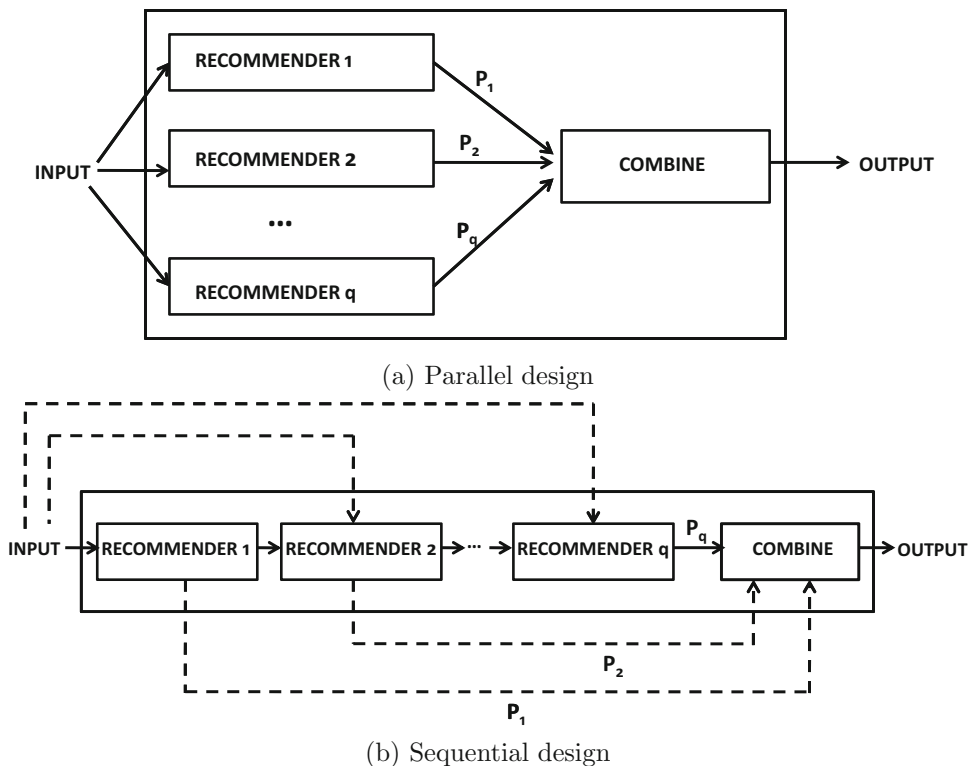 RECOMMENDER 1
P1
INPUT
RECOMMENDER 2
P2
COMBINE
OUTPUT
...
Pq
RECOMMENDER q
(a) Parallel design
INPUT
RECOMMENDER 1
RECOMMENDER 2
...
RECOMMENDER q
Pq
COMBINE
OUTPUT
P2
P1
(b) Sequential design